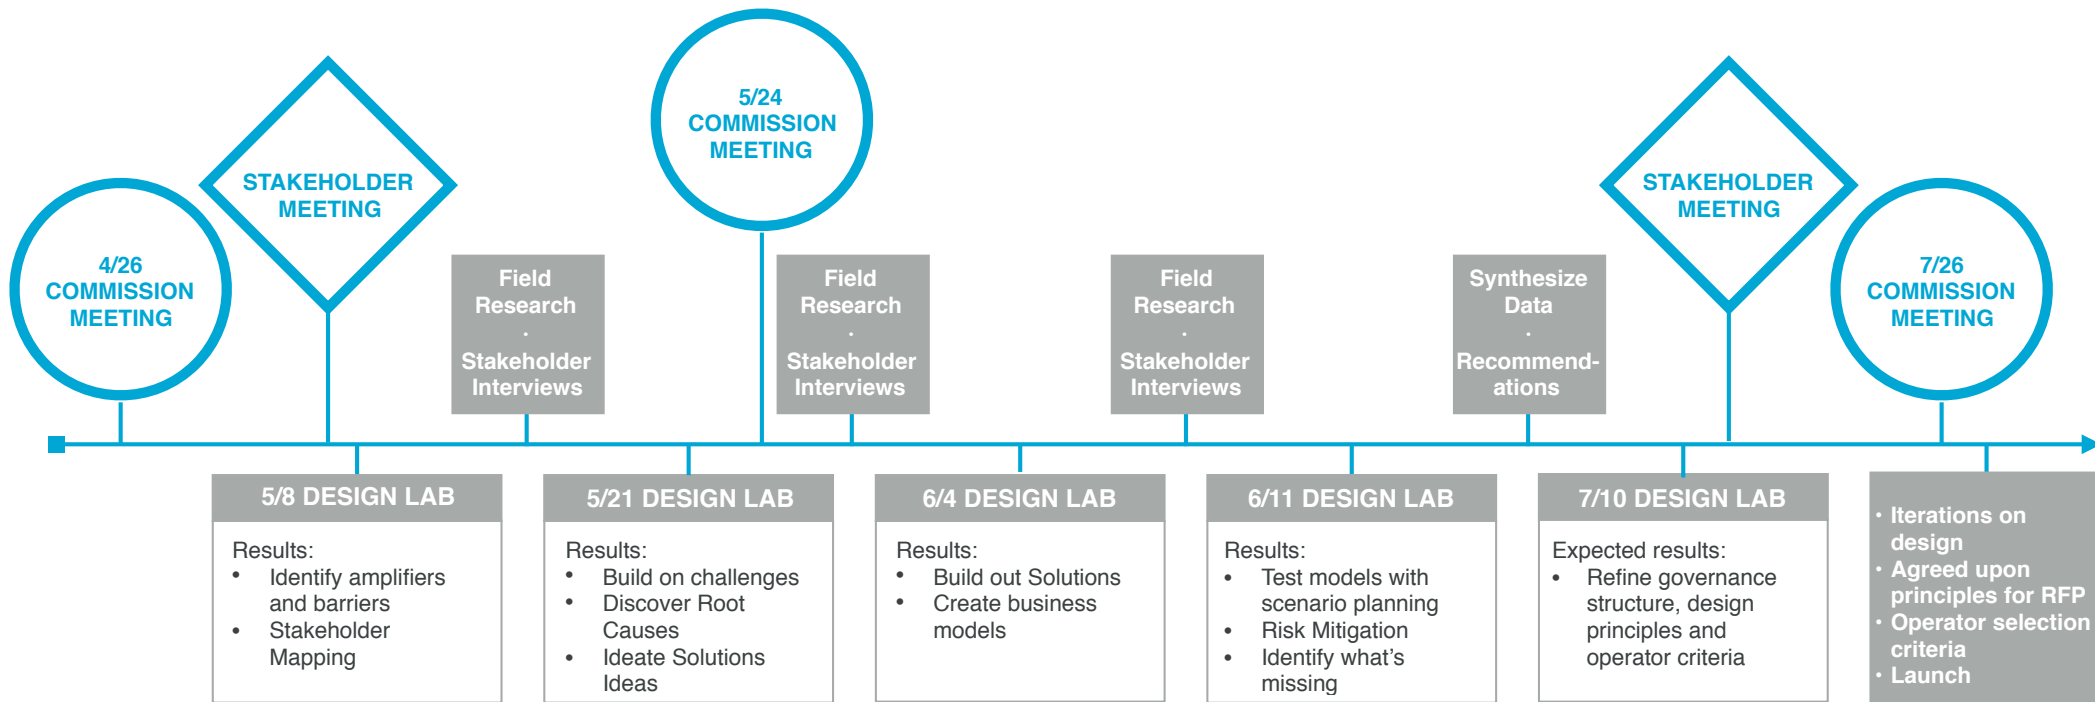 4/26
COMMISSION
MEETING
STAKEHOLDER
MEETING
5/24
COMMISSION
MEETING
STAKEHOLDER
MEETING
7/26
COMMISSION
MEETING
Field
Research
·
Stakeholder
Interviews
Field
Research
·
Stakeholder
Interviews
Field
Research
·
Stakeholder
Interviews
Synthesize
Data
·
Recommend-
ations
5/8 DESIGN LAB
Results:
• Identify amplifiers
and barriers
• Stakeholder
Mapping
5/21 DESIGN LAB
Results:
• Build on challenges
• Discover Root
Causes
• Ideate Solutions
Ideas
6/4 DESIGN LAB
Results:
• Build out Solutions
• Create business
models
6/11 DESIGN LAB
Results:
• Test models with
scenario planning
• Risk Mitigation
• Identify what’s
missing
7/10 DESIGN LAB
Expected results:
• Refine governance
structure, design
principles and
operator criteria
• Iterations on
design
• Agreed upon
principles for RFP
• Operator selection
criteria
• Launch